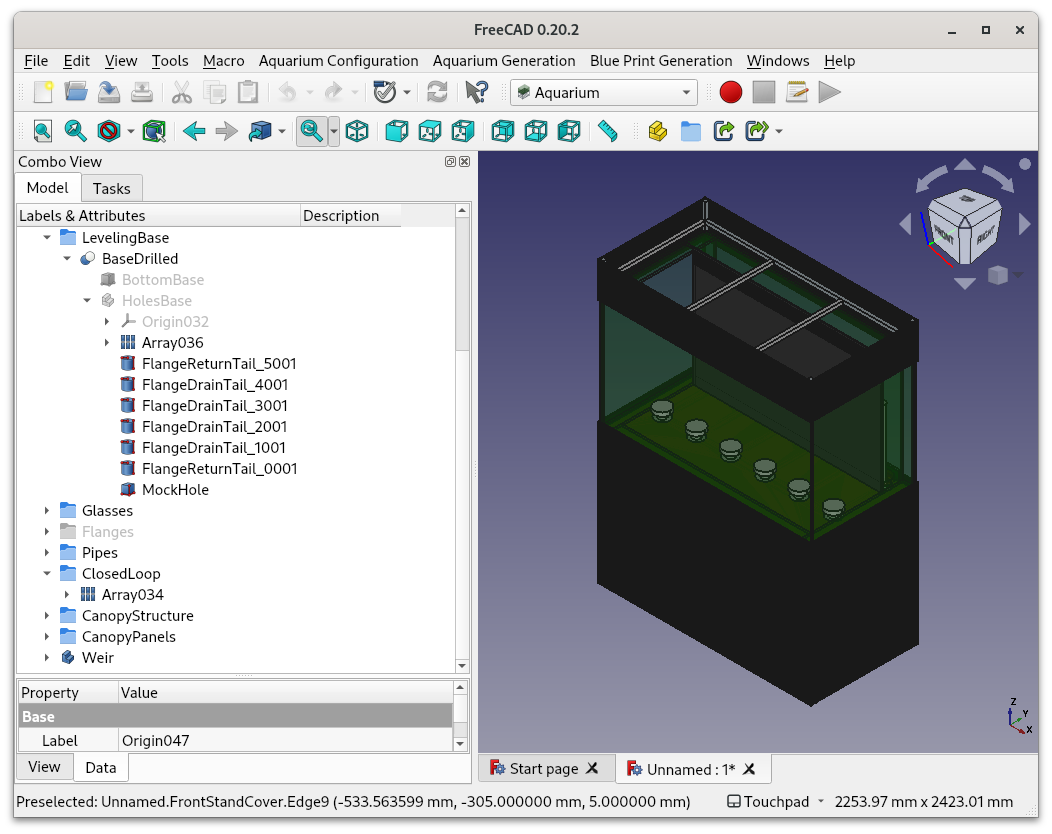 FreeCAD 0.20.2
File Edit View Tools Macro Aquarium Configuration Aquarium Generation Blue Print Generation Windows Help
Aquarium
Combo View
Model Tasks
Labels & Attributes Description
LevelingBase
BaseDrilled
BottomBase
HolesBase
Origin032
Array036
FlangeReturnTail_5001
FlangeDrainTail_4001
FlangeDrainTail_3001
FlangeDrainTail_2001
FlangeDrainTail_1001
FlangeReturnTail_0001
MockHole
Glasses
Flanges
Pipes
ClosedLoop
Array034
CanopyStructure
CanopyPanels
Weir
Property Value
Base
Label Origin047
View Data
FRONT RIGHT
Z
Y
X
Start page Unnamed : 1*
Preselected: Unnamed.FrontStandCover.Edge9 (-533.563599 mm, -305.000000 mm, 5.000000 mm) Touchpad 2253.97 mm x 2423.01 mm